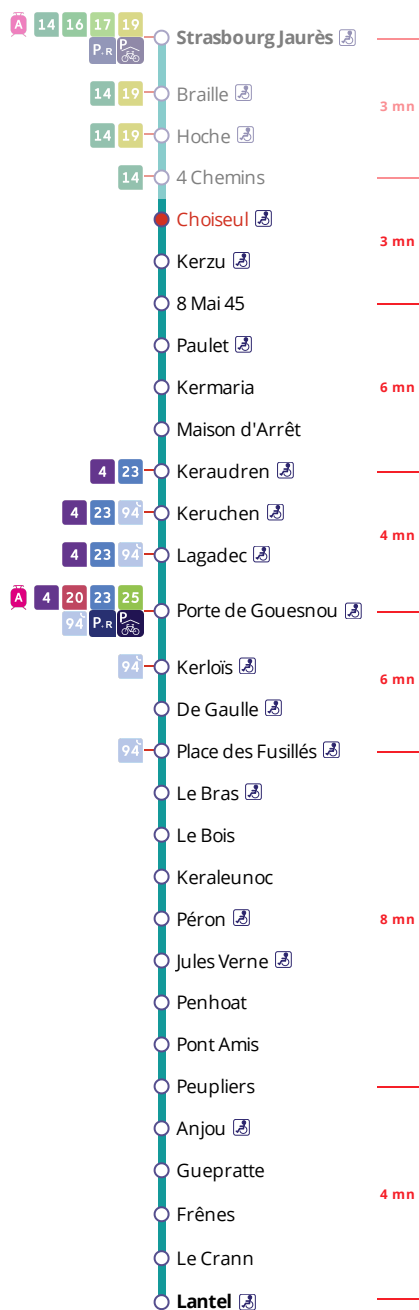 A 14 16 17 19
P+R P
Strasbourg Jaurès
14 19 Braille
3 mn
14 19 Hoche
14 4 Chemins
Choiseul
3 mn
Kerzu
8 Mai 45
Paulet
Kermaria
6 mn
Maison d'Arrêt
4 23 Keraudren
4 23 94 Keruchen
4 mn
4 23 94 Lagadec
A 4 20 23 25
94 P+R P
Porte de Gouesnou
94 Kerloïs
6 mn
De Gaulle
94 Place des Fusillés
Le Bras
Le Bois
Keraleunoc
Péron
8 mn
Jules Verne
Penhoat
Pont Amis
Peupliers
Anjou
Guepratte
4 mn
Frênes
Le Crann
Lantel